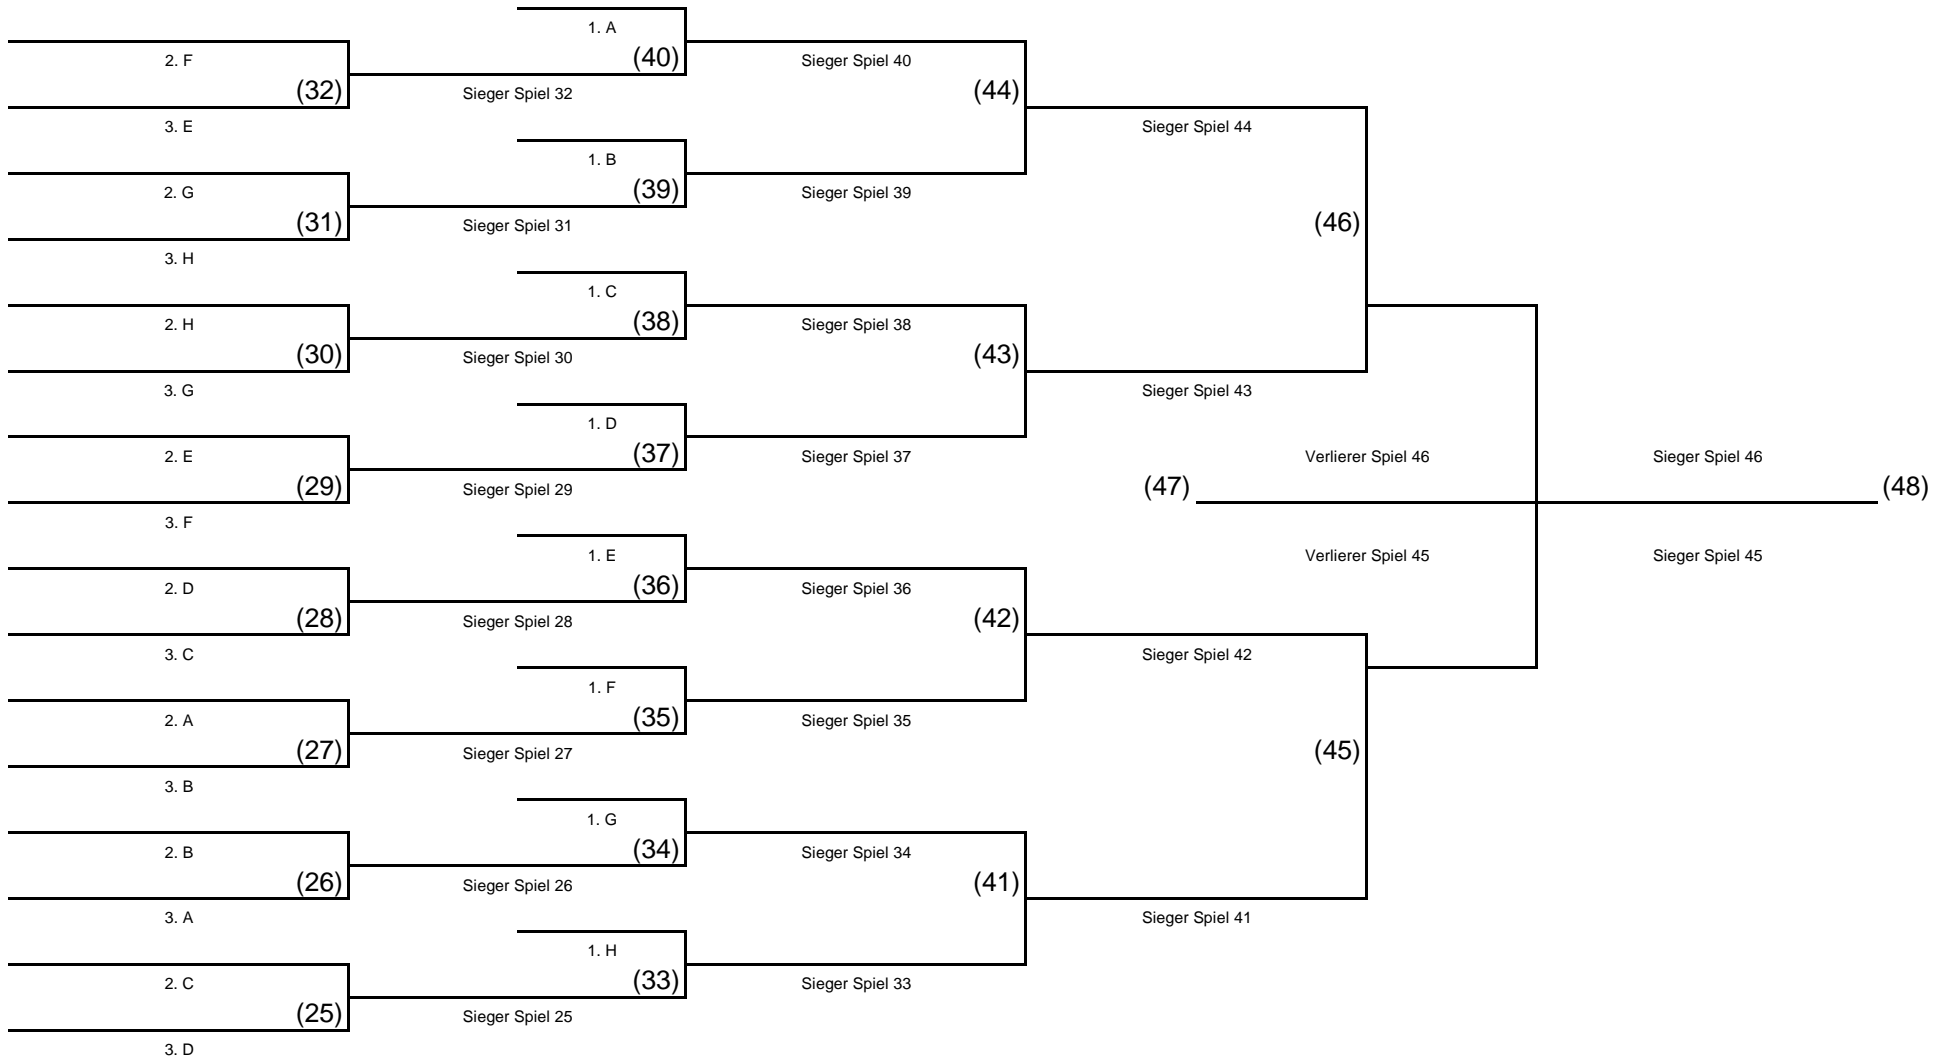 1. A
(40)
2. F
(32)
Sieger Spiel 32
Sieger Spiel 40
(44)
3. E
Sieger Spiel 44
1. B
(39)
2. G
(31)
Sieger Spiel 31
Sieger Spiel 39
(46)
3. H
1. C
(38)
2. H
(30)
Sieger Spiel 30
Sieger Spiel 38
(43)
3. G
Sieger Spiel 43
1. D
(37)
2. E
(29)
Sieger Spiel 29
Sieger Spiel 37
Verlierer Spiel 46
Sieger Spiel 46
(47)
(48)
3. F
1. E
(36)
Verlierer Spiel 45
Sieger Spiel 45
2. D
(28)
Sieger Spiel 28
Sieger Spiel 36
(42)
3. C
Sieger Spiel 42
1. F
(35)
2. A
(27)
Sieger Spiel 27
Sieger Spiel 35
(45)
3. B
1. G
(34)
2. B
(26)
Sieger Spiel 26
Sieger Spiel 34
(41)
3. A
Sieger Spiel 41
1. H
(33)
2. C
(25)
Sieger Spiel 25
Sieger Spiel 33
3. D